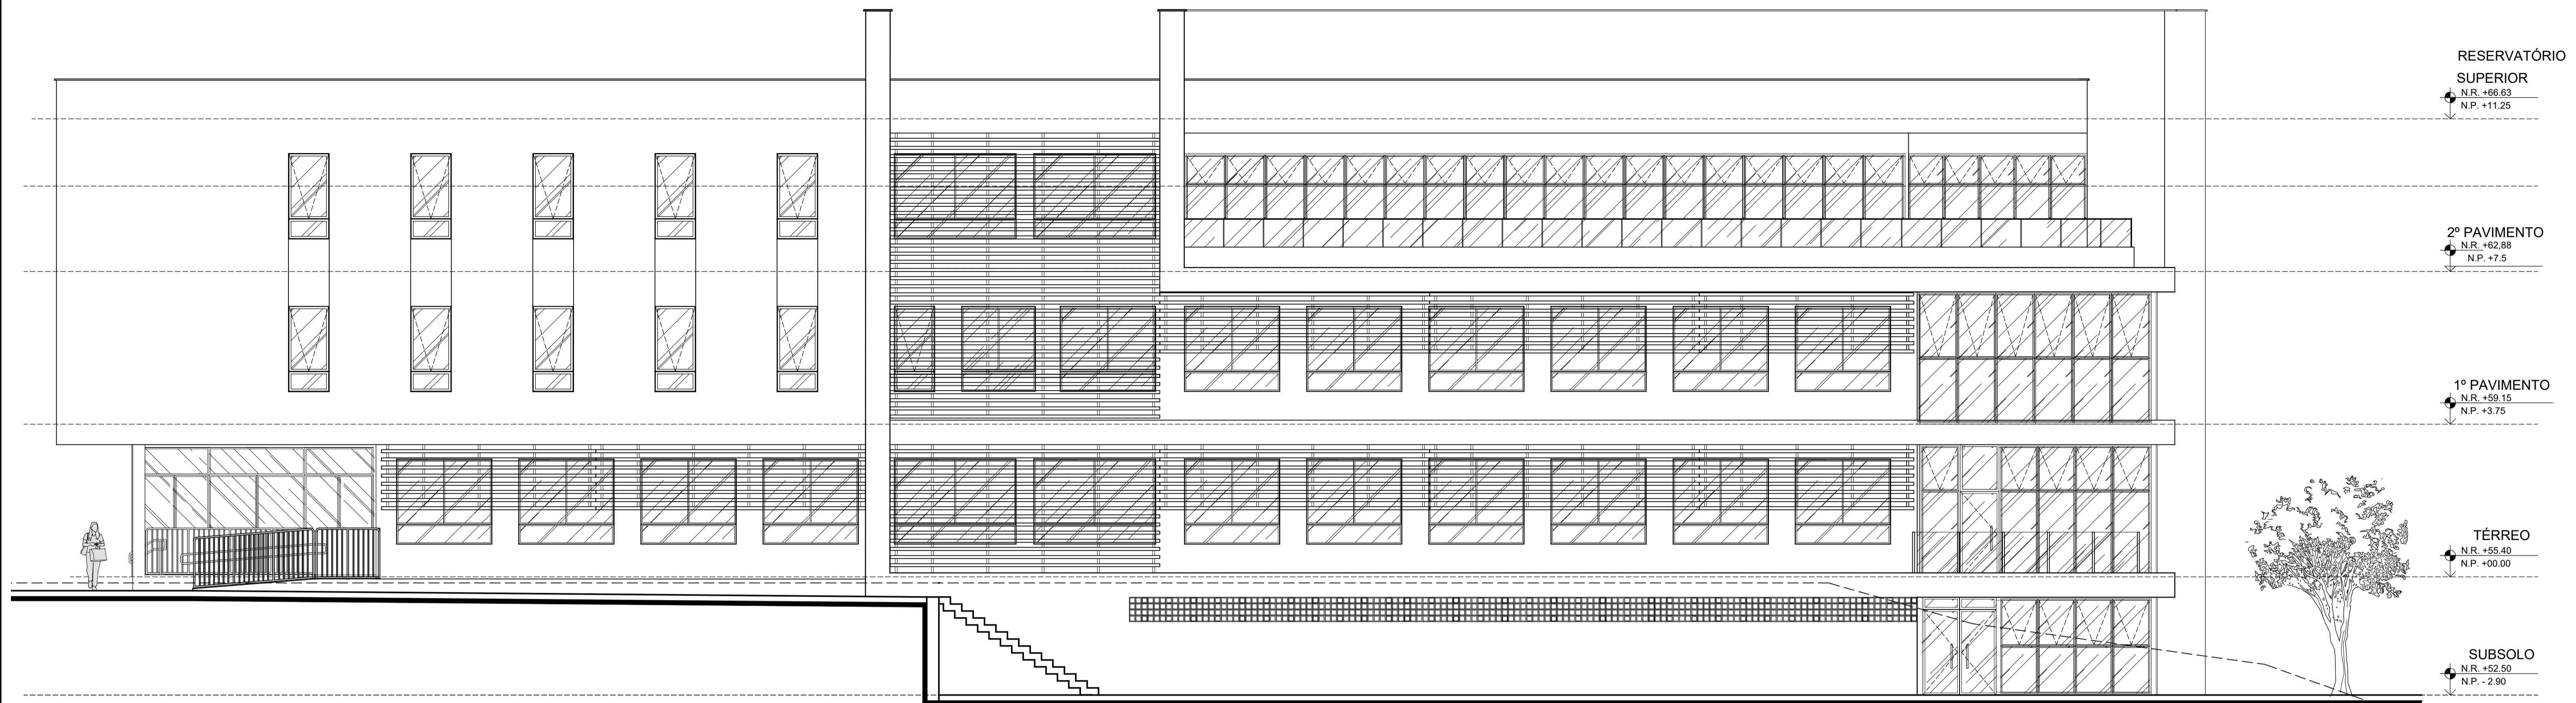 RESERVATÓRIO
SUPERIOR
N.R. +66.63
N.P. +11.25
2º PAVIMENTO
N.R. +62,88
N.P. +7.5
1º PAVIMENTO
N.R. +59.15
N.P. +3.75
TÉRREO
N.R. +55.40
N.P. +00.00
SUBSOLO
N.R. +52.50
N.P. - 2.90